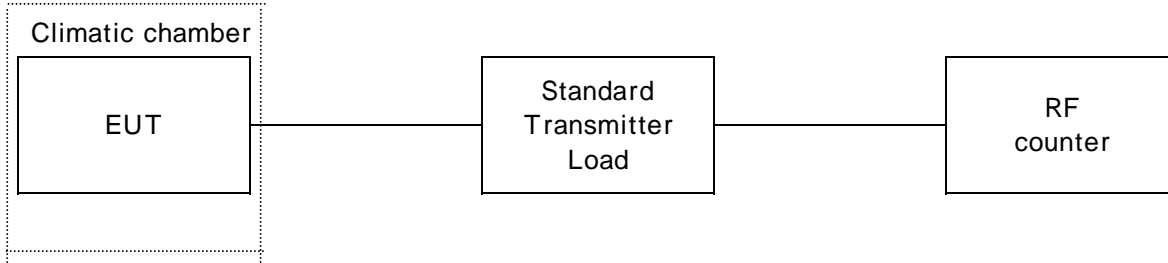 Climatic chamber
EUT
Standard
Transmitter
Load
RF
counter